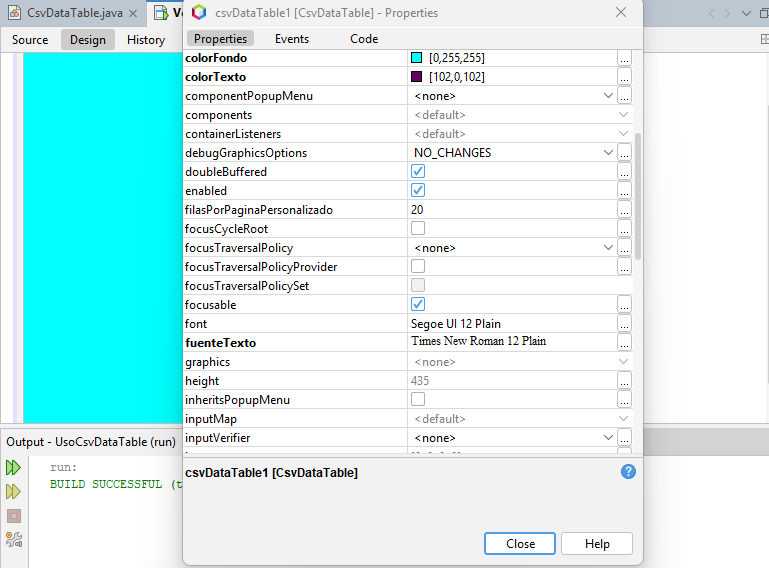 CsvDataTable.java
csvDataTable1 [CsvDataTable] - Properties
Source Design History
Properties Events Code
colorFondo [0,255,255] ...
colorTexto [102,0,102] ...
componentPopupMenu <none> ...
components <default>
containerListeners <default>
debugGraphicsOptions NO_CHANGES ...
doubleBuffered ...
enabled ...
filasPorPaginaPersonalizado 20 ...
focusCycleRoot ...
focusTraversalPolicy <none> ...
focusTraversalPolicyProvider ...
focusTraversalPolicySet
focusable ...
font Segoe UI 12 Plain ...
fuenteTexto Times New Roman 12 Plain ...
graphics <none>
height 435 ...
inheritsPopupMenu ...
inputMap <default>
inputVerifier <none> ...
Output - UsoCsvDataTable (run)
run:
BUILD SUCCESSFUL
csvDataTable1 [CsvDataTable]
?
Close Help